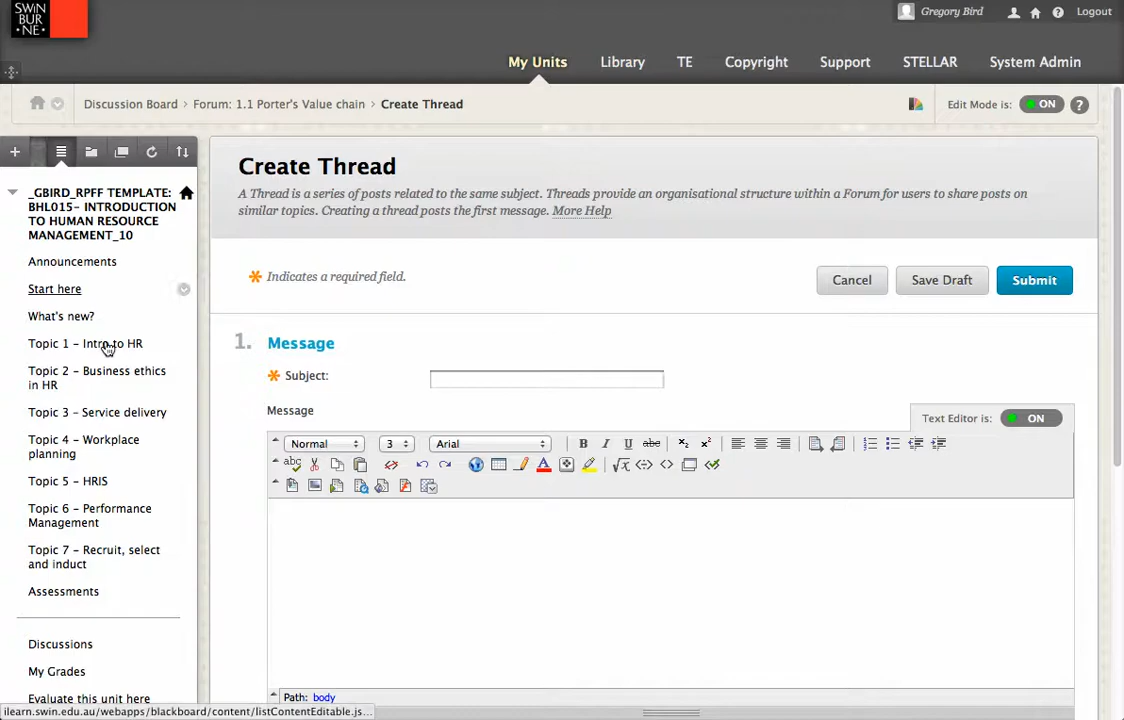 SWIN
BUR
•NE•
Gregory Bird
Logout
My Units
Library
TE
Copyright
Support
STELLAR
System Admin
Discussion Board > Forum: 1.1 Porter's Value chain > Create Thread
Edit Mode is: ON ?
_GBIRD_RPFF TEMPLATE:
BHL015- INTRODUCTION
TO HUMAN RESOURCE
MANAGEMENT_10
Announcements
Start here
What's new?
Topic 1 - Intro to HR
Topic 2 - Business ethics
in HR
Topic 3 - Service delivery
Topic 4 - Workplace
planning
Topic 5 - HRIS
Topic 6 - Performance
Management
Topic 7 - Recruit, select
and induct
Assessments
Discussions
My Grades
Evaluate this unit here
ilearn.swin.edu.au/webapps/blackboard/content/listContentEditable.js...
Create Thread
A Thread is a series of posts related to the same subject. Threads provide an organisational structure within a Forum for users to share posts on
similar topics. Creating a thread posts the first message. More Help
Indicates a required field.
Cancel
Save Draft
Submit
1. Message
Subject:
Message
Text Editor is: ON
Normal 3 Arial B I U abc x₂ x²
abc
Path: body